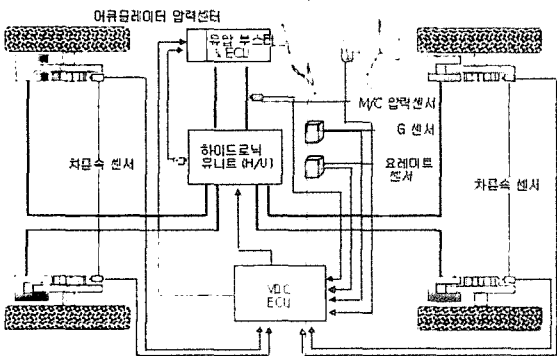 어큐뮬레이터 압력센터
유압 부스터
ECU
M/C 압력센서
G 센서
하이드로닉
유니트 (H/U)
요레이트
센서
차륜속 센서
차륜속 센서
VDC
ECU